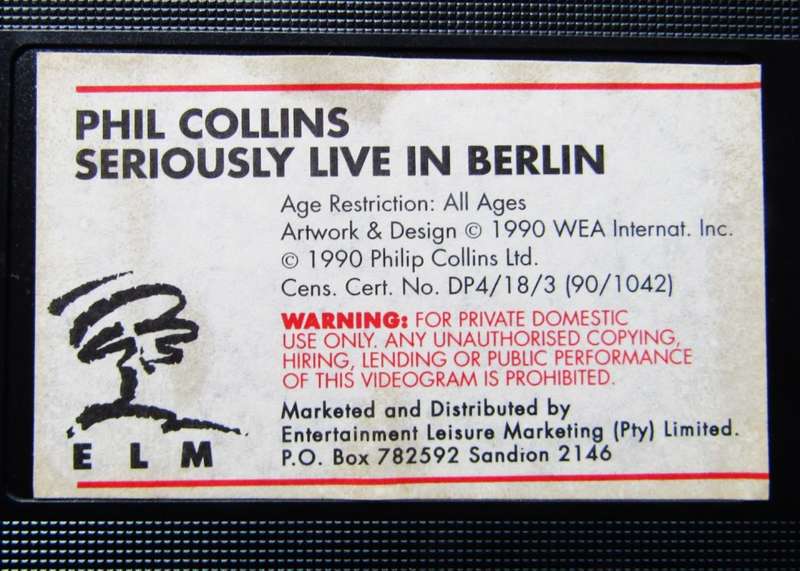 PHIL COLLINS
SERIOUSLY LIVE IN BERLIN
Age Restriction: All Ages
Artwork & Design © 1990 WEA Internat. Inc.
© 1990 Philip Collins Ltd.
Cens. Cert. No. DP4/18/3 (90/1042)
WARNING: FOR PRIVATE DOMESTIC
USE ONLY. ANY UNAUTHORISED COPYING,
HIRING, LENDING OR PUBLIC PERFORMANCE
OF THIS VIDEOGRAM IS PROHIBITED.
Marketed and Distributed by
Entertainment Leisure Marketing (Pty) Limited.
P.O. Box 782592 Sandion 2146
E L M